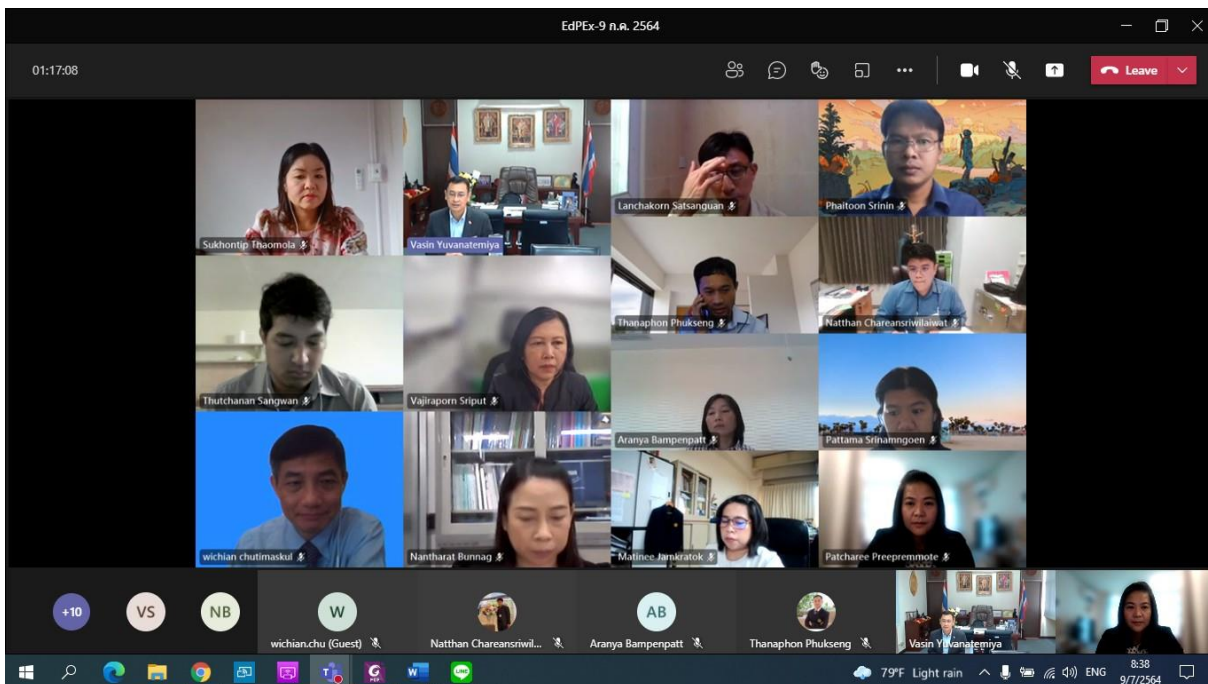 EdPEx-9 ก.ค. 2564
01:17:08
Leave
Sukhontip Thaomola
Vasin Yuvanatemiya
Lanchakorn Satsanguan
Phaitoon Srinin
Thanaphon Phukseng
Natthan Chareansriwilaiwat
Thutchanan Sangwan
Vajiraporn Sriput
Aranya Bampenpatt
Pattama Srinamngoen
wichian chutimaskul
Nantharat Bunnag
Matinee Jamkratok
Patcharee Preepremmote
+10
VS
NB
W
AB
wichian.chu (Guest)
Natthan Chareansriwil...
Aranya Bampenpatt
Thanaphon Phukseng
Vasin Yuvanatemiya
79°F Light rain
ENG
8:38
9/7/2564